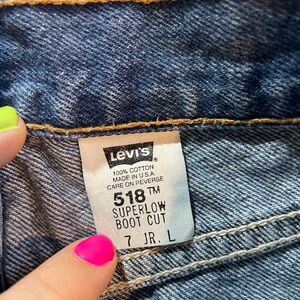 LEVI'S
100% COTTON
MADE IN U.S.A
CARE ON REVERSE
518™
SUPERLOW
BOOT CUT
7 JR. L